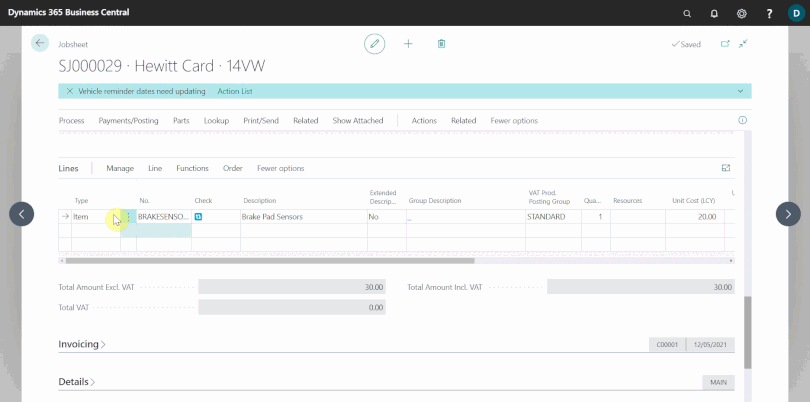 Dynamics 365 Business Central
?
D
Jobsheet
Saved
SJ000029 · Hewitt Card · 14VW
Vehicle reminder dates need updating Action List
Process Payments/Posting Parts Lookup Print/Send Related Show Attached Actions Related Fewer options
Lines Manage Line Functions Order Fewer options
Type No. Check Description Extended Descrip... Group Description VAT Prod. Posting Group Qua... Resources Unit Cost (LCY)
Item BRAKESENSO... Brake Pad Sensors No _ STANDARD 1 20.00
Total Amount Excl. VAT 30.00 Total Amount Incl. VAT 30.00
Total VAT 0.00
Invoicing C00001 12/05/2021
Details MAIN